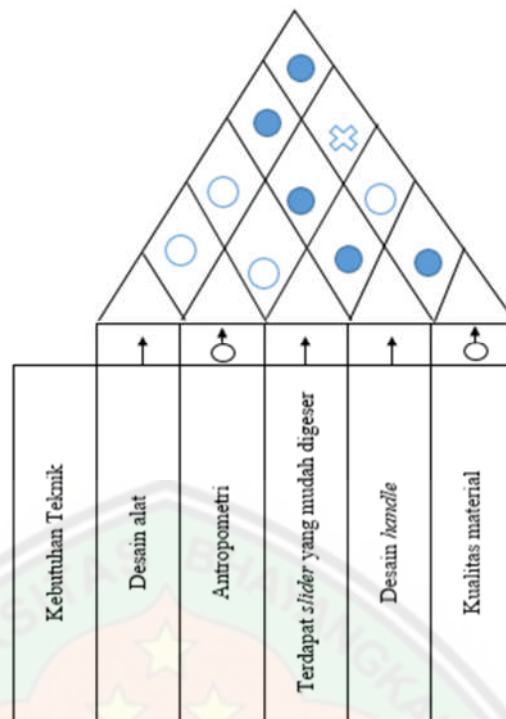 Kebutuhan Teknik
Desain alat
Antropometri
Terdapat slider yang mudah digeser
Desain handle
Kualitas material